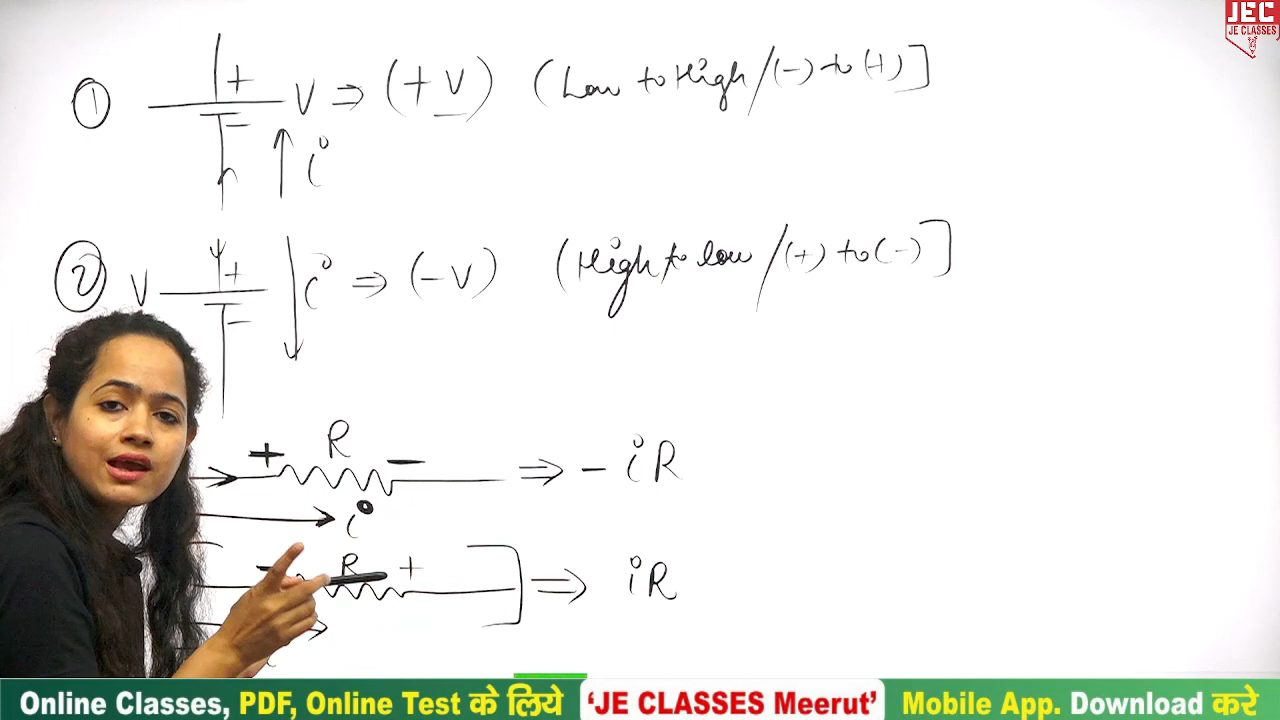 JEC
JE CLASSES
① + - V ⇒ (+V) (Low to High/(-) to (+)]
i
② V + - i ⇒ (-V) (High to low/(+) to (-)]
+ R - ⇒ - iR
i
- R + ] ⇒ iR
Online Classes, PDF, Online Test के लिये 'JE CLASSES Meerut' Mobile App. Download करे